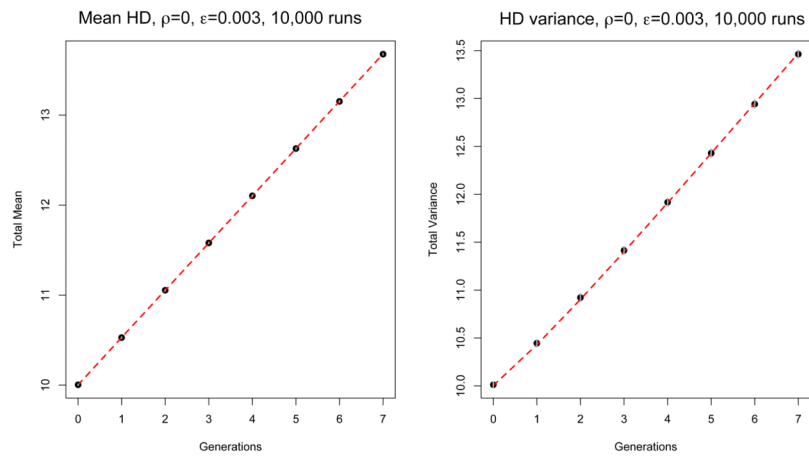 Mean HD, ρ=0, ε=0.003, 10,000 runs
Total Mean
13
12
11
10
0 1 2 3 4 5 6 7
Generations
HD variance, ρ=0, ε=0.003, 10,000 runs
Total Variance
13.5
13.0
12.5
12.0
11.5
11.0
10.5
10.0
0 1 2 3 4 5 6 7
Generations